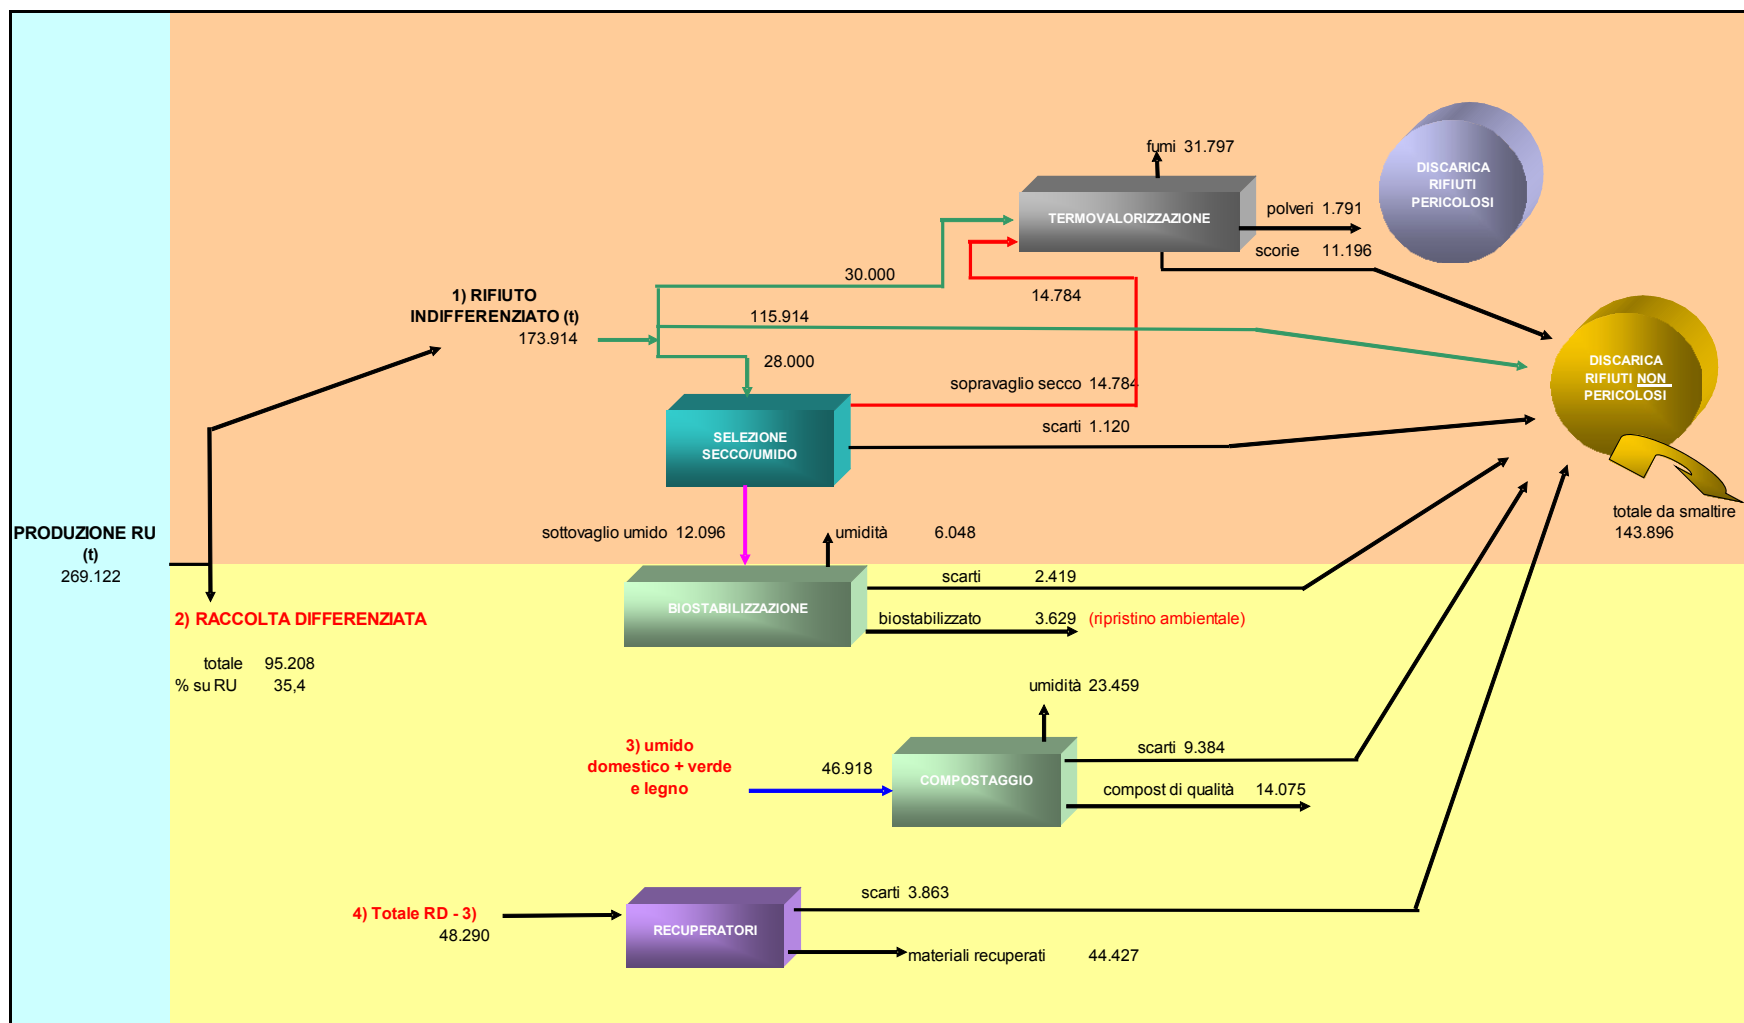 fumi 31.797
DISCARICA
RIFIUTI
PERICOLOSI
TERMOVALORIZZAZIONE
polveri 1.791
scorie 11.196
30.000
14.784
1) RIFIUTO
INDIFFERENZIATO (t)
173.914
115.914
28.000
DISCARICA
RIFIUTI NON
PERICOLOSI
sopravaglio secco 14.784
scarti 1.120
SELEZIONE
SECCO/UMIDO
totale da smaltire
143.896
PRODUZIONE RU
(t)
269.122
sottovaglio umido 12.096
umidità 6.048
scarti 2.419
BIOSTABILIZZAZIONE
biostabilizzato 3.629 (ripristino ambientale)
2) RACCOLTA DIFFERENZIATA
totale 95.208
% su RU 35,4
umidità 23.459
3) umido
domestico + verde
e legno
46.918
scarti 9.384
COMPOSTAGGIO
compost di qualità 14.075
scarti 3.863
4) Totale RD - 3)
48.290
RECUPERATORI
materiali recuperati 44.427